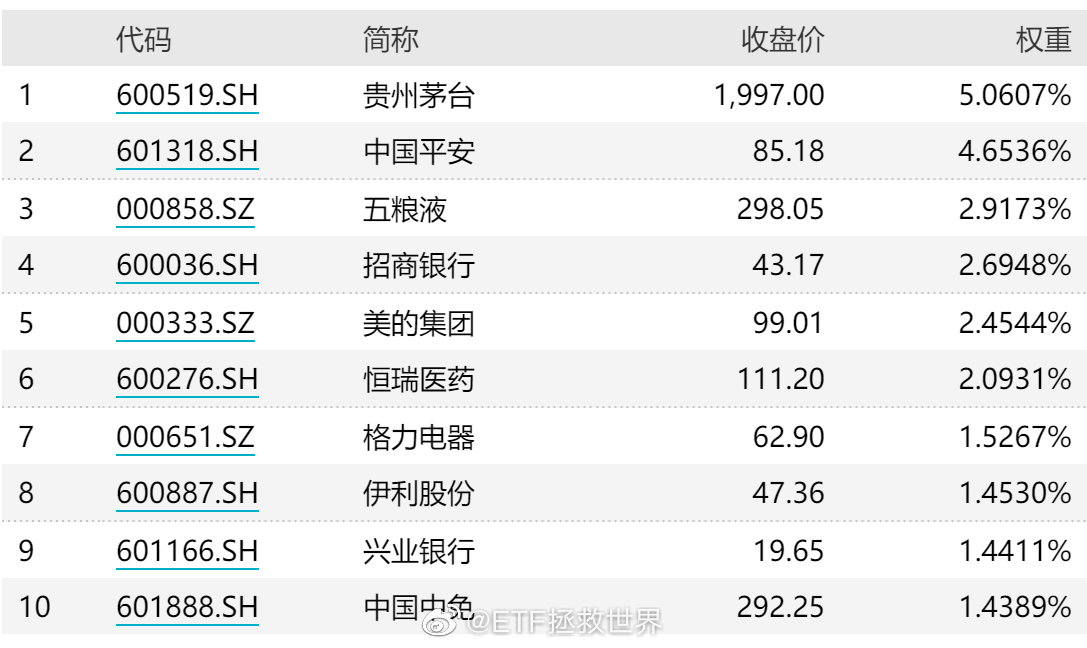 代码 简称 收盘价 权重
1 600519.SH 贵州茅台 1,997.00 5.0607%
2 601318.SH 中国平安 85.18 4.6536%
3 000858.SZ 五粮液 298.05 2.9173%
4 600036.SH 招商银行 43.17 2.6948%
5 000333.SZ 美的集团 99.01 2.4544%
6 600276.SH 恒瑞医药 111.20 2.0931%
7 000651.SZ 格力电器 62.90 1.5267%
8 600887.SH 伊利股份 47.36 1.4530%
9 601166.SH 兴业银行 19.65 1.4411%
10 601888.SH 中国中免 292.25 1.4389%
@ETF拯救世界